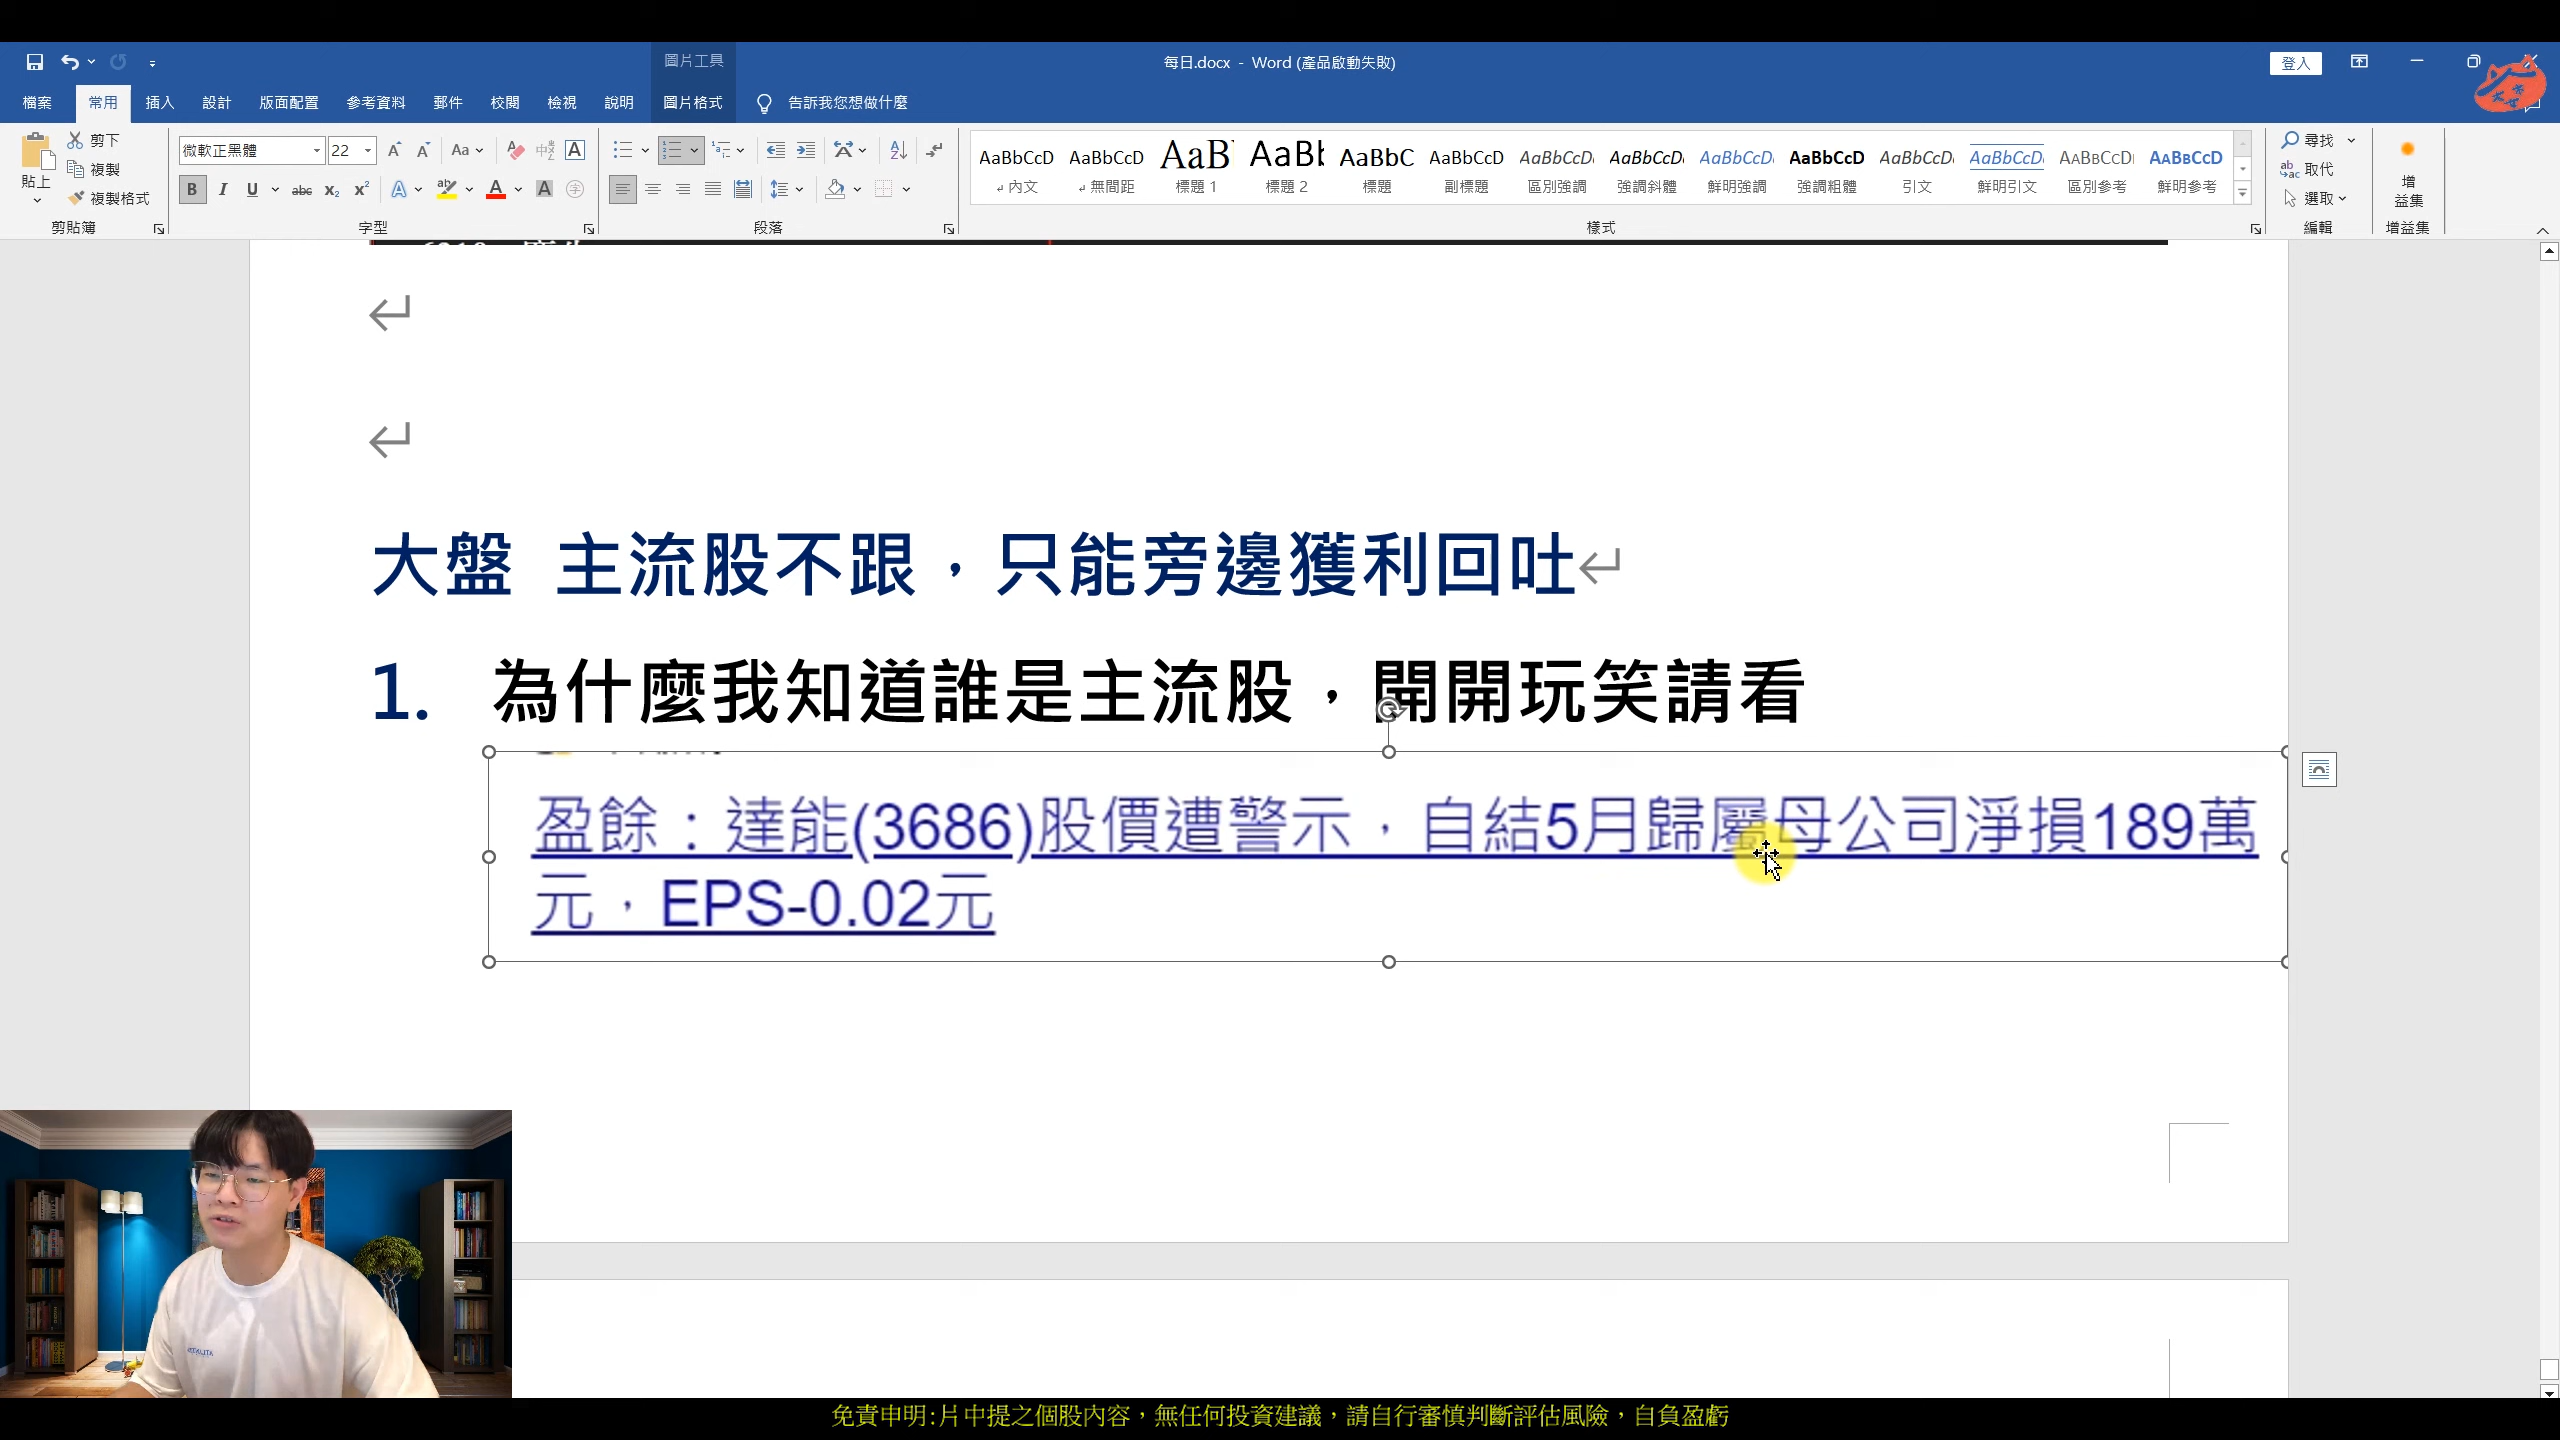 圖片工具
每日.docx - Word (產品啟動失敗)
登入
檔案 常用 插入 設計 版面配置 參考資料 郵件 校閱 檢視 說明 圖片格式 告訴我您想做什麼
貼上
剪下
複製
複製格式
剪貼簿
微軟正黑體 22
字型
段落
AaBbCcD AaBbCcD AaB AaBb AaBbC AaBbCcD AaBbCcD AaBbCcD AaBbCcD AaBbCcD AaBbCcD AaBbCcD AaBbCcD AaBbCcD
內文 無間距 標題 1 標題 2 標題 副標題 區別強調 強調斜體 鮮明強調 強調粗體 引文 鮮明引文 區別參考 鮮明參考
樣式
尋找
取代
選取
編輯
增
益集
增益集
大盤 主流股不跟，只能旁邊獲利回吐
1. 為什麼我知道誰是主流股，開開玩笑請看
盈餘：達能(3686)股價遭警示，自結5月歸屬母公司淨損189萬
元，EPS-0.02元
免責申明:片中提之個股內容，無任何投資建議，請自行審慎判斷評估風險，自負盈虧